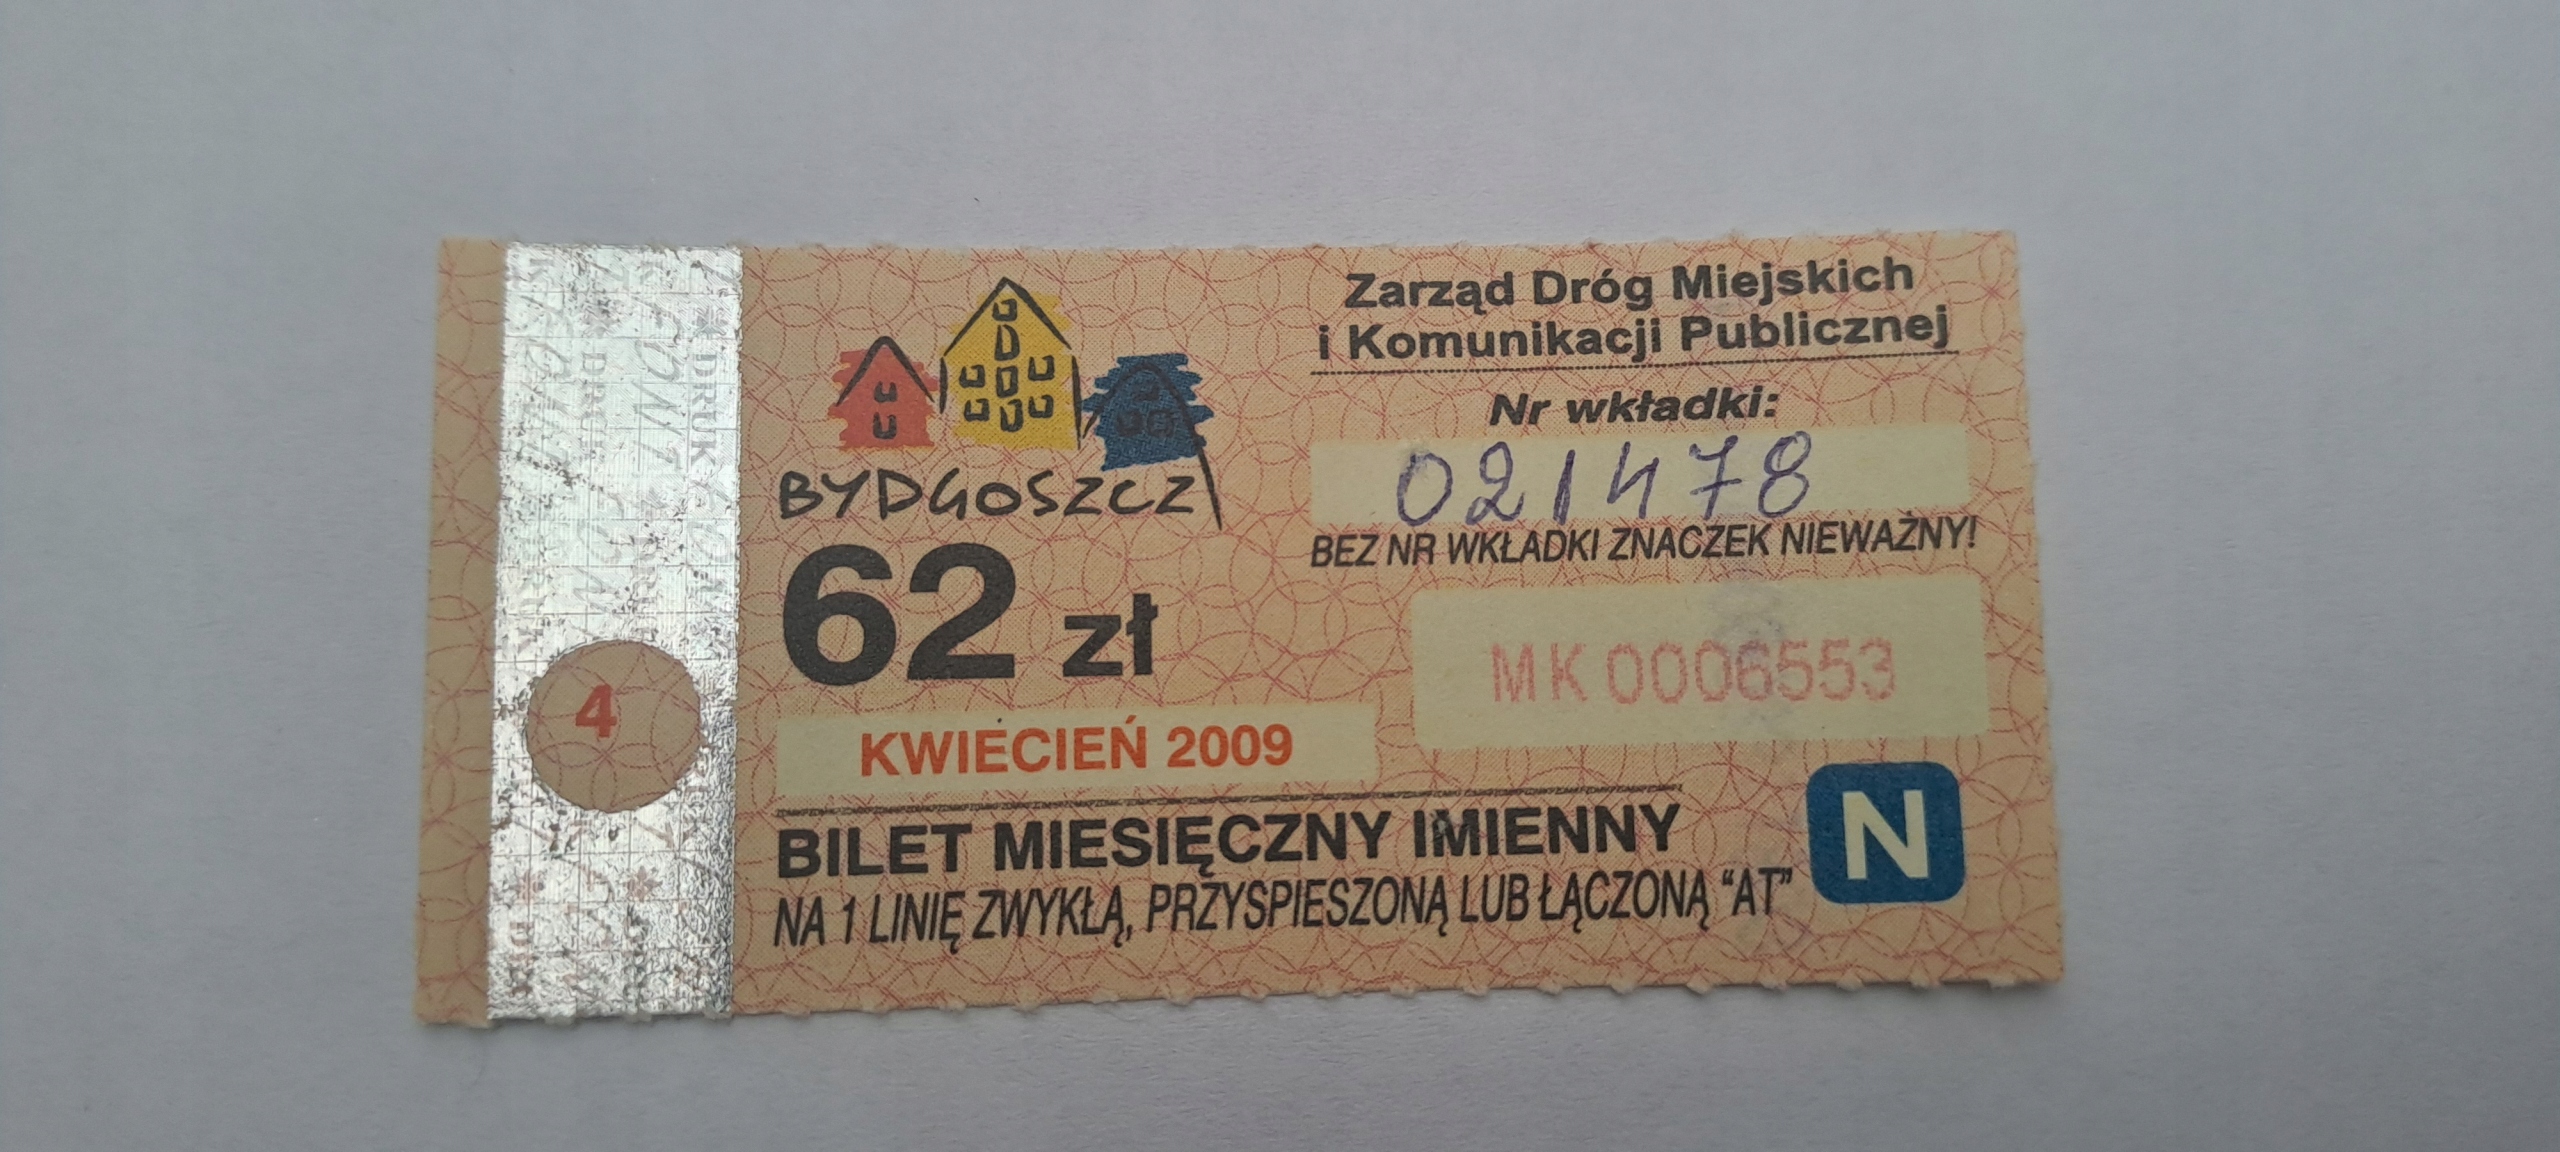 Zarząd Dróg Miejskich
i Komunikacji Publicznej
Nr wkładki:
021478
BEZ NR WKŁADKI ZNACZEK NIEWAŻNY!
MK 0006553
BYDGOSZCZ
62 zł
KWIECIEŃ 2009
4
BILET MIESIĘCZNY IMIENNY
NA 1 LINIĘ ZWYKŁĄ, PRZYSPIESZONĄ LUB ŁĄCZONĄ “AT”
N